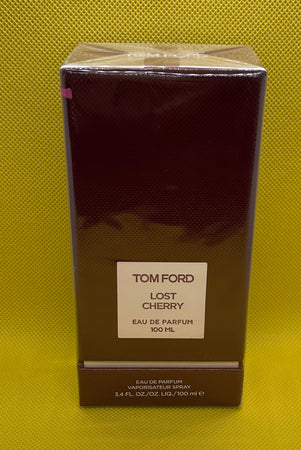 TOM FORD
LOST
CHERRY
EAU DE PARFUM
100 ML
EAU DE PARFUM
VAPORISATEUR SPRAY
3.4 FL. OZ./OZ. LIQ./100 ml ℮